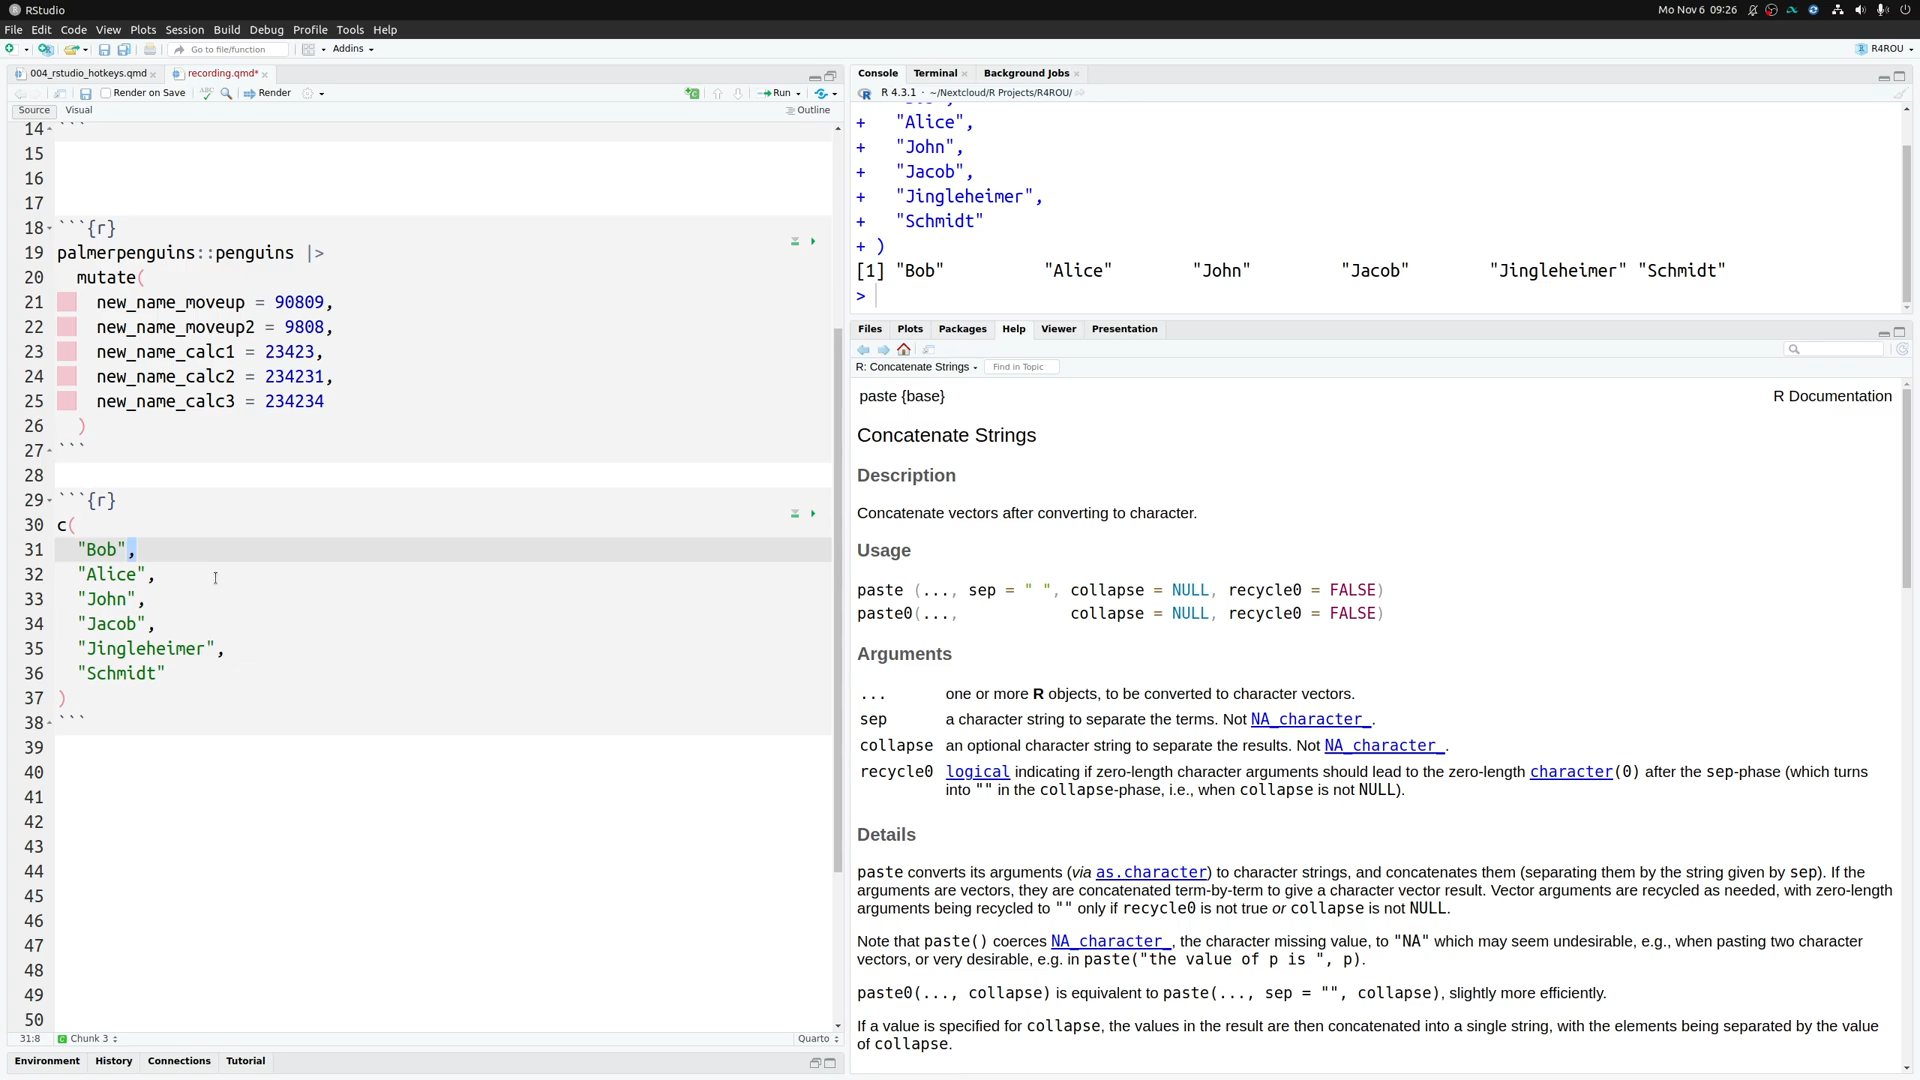 RStudio
Mo Nov 6 09:26
File Edit Code View Plots Session Build Debug Profile Tools Help
Go to file/function
Addins
R4ROU
004_rstudio_hotkeys.qmd
recording.qmd*
Render on Save
ABC
Render
Run
Source
Visual
Outline
14 ```
15
16
17
18 ```{r}
19 palmerpenguins::penguins |>
20 mutate(
21 new_name_moveup = 90809,
22 new_name_moveup2 = 9808,
23 new_name_calc1 = 23423,
24 new_name_calc2 = 234231,
25 new_name_calc3 = 234234
26 )
27 ```
28
29 ```{r}
30 c(
31 "Bob",
32 "Alice",
33 "John",
34 "Jacob",
35 "Jingleheimer",
36 "Schmidt"
37 )
38 ```
39
40
41
42
43
44
45
46
47
48
49
50
31:8
Chunk 3
Quarto
Environment History Connections Tutorial
Console Terminal Background Jobs
R 4.3.1 · ~/Nextcloud/R Projects/R4ROU/
+ "Alice",
+ "John",
+ "Jacob",
+ "Jingleheimer",
+ "Schmidt"
+ )
[1] "Bob" "Alice" "John" "Jacob" "Jingleheimer" "Schmidt"
>
Files Plots Packages Help Viewer Presentation
R: Concatenate Strings
Find in Topic
paste {base}
R Documentation
Concatenate Strings
Description
Concatenate vectors after converting to character.
Usage
paste (..., sep = " ", collapse = NULL, recycle0 = FALSE)
paste0(..., collapse = NULL, recycle0 = FALSE)
Arguments
... one or more R objects, to be converted to character vectors.
sep a character string to separate the terms. Not NA_character_.
collapse an optional character string to separate the results. Not NA_character_.
recycle0 logical indicating if zero-length character arguments should lead to the zero-length character(0) after the sep-phase (which turns
into "" in the collapse-phase, i.e., when collapse is not NULL).
Details
paste converts its arguments (via as.character) to character strings, and concatenates them (separating them by the string given by sep). If the
arguments are vectors, they are concatenated term-by-term to give a character vector result. Vector arguments are recycled as needed, with zero-length
arguments being recycled to "" only if recycle0 is not true or collapse is not NULL.
Note that paste() coerces NA_character_, the character missing value, to "NA" which may seem undesirable, e.g., when pasting two character
vectors, or very desirable, e.g. in paste("the value of p is ", p).
paste0(..., collapse) is equivalent to paste(..., sep = "", collapse), slightly more efficiently.
If a value is specified for collapse, the values in the result are then concatenated into a single string, with the elements being separated by the value
of collapse.